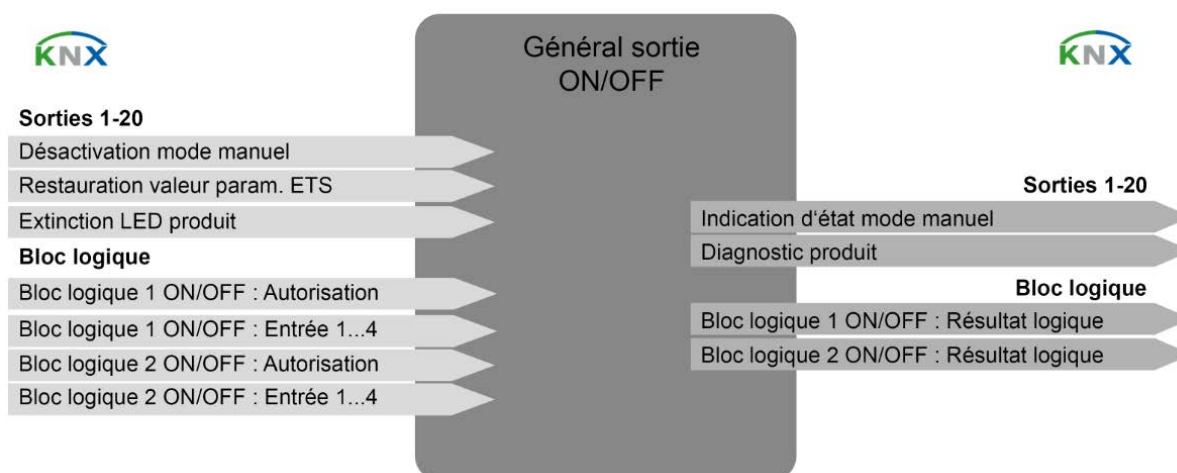 KNX
Général sortie
ON/OFF
KNX
Sorties 1-20
Désactivation mode manuel
Restauration valeur param. ETS
Extinction LED produit
Bloc logique
Bloc logique 1 ON/OFF : Autorisation
Bloc logique 1 ON/OFF : Entrée 1...4
Bloc logique 2 ON/OFF : Autorisation
Bloc logique 2 ON/OFF : Entrée 1...4
Sorties 1-20
Indication d‘état mode manuel
Diagnostic produit
Bloc logique
Bloc logique 1 ON/OFF : Résultat logique
Bloc logique 2 ON/OFF : Résultat logique